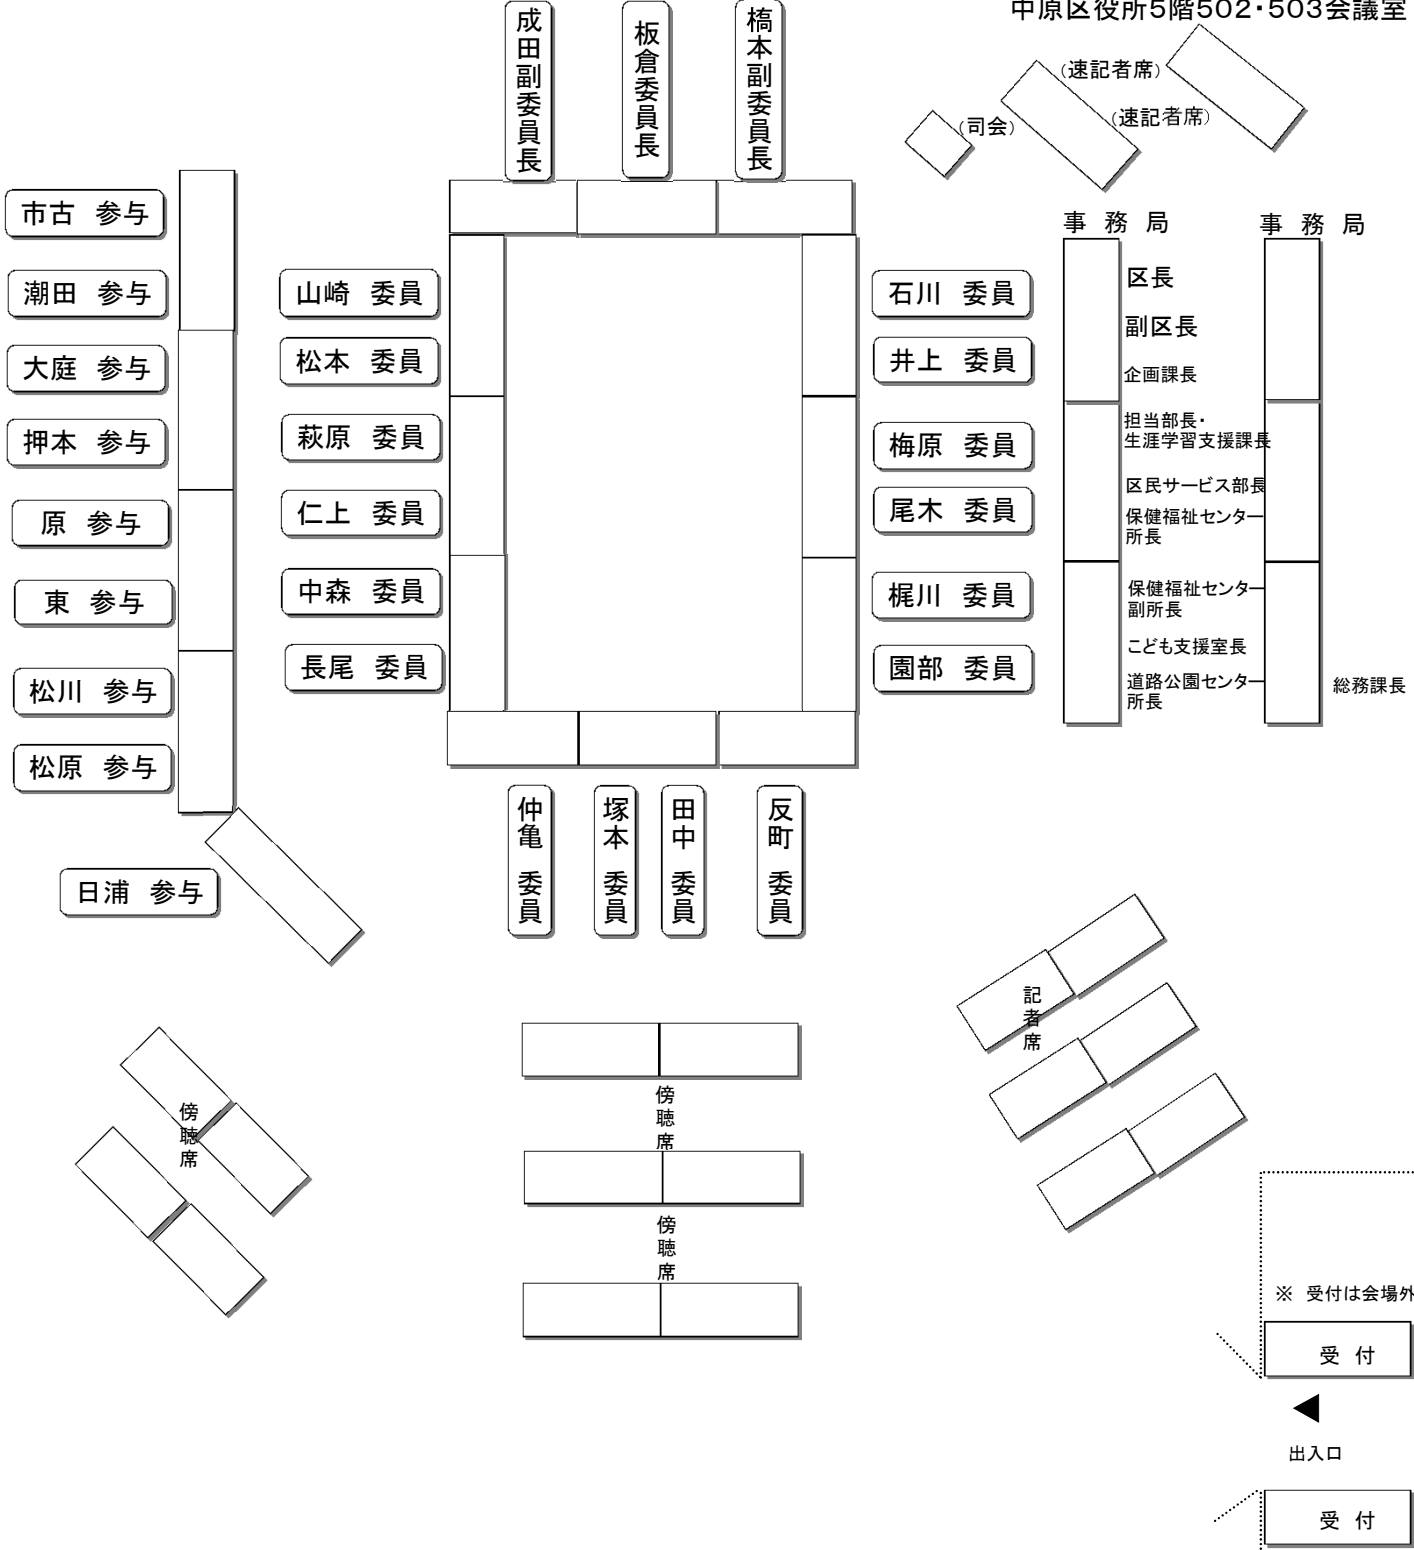 中原区役所5階502・503会議室
成田副委員長
板倉委員長
橋本副委員長
(速記者席)
(速記者席)
(司会)
市古 参与
潮田 参与
大庭 参与
押本 参与
原 参与
東 参与
松川 参与
松原 参与
日浦 参与
山崎 委員
松本 委員
萩原 委員
仁上 委員
中森 委員
長尾 委員
石川 委員
井上 委員
梅原 委員
尾木 委員
梶川 委員
園部 委員
事 務 局
事 務 局
区長
副区長
企画課長
担当部長・
生涯学習支援課長
区民サービス部長
保健福祉センター
所長
保健福祉センター
副所長
こども支援室長
道路公園センター
所長
総務課長
仲亀 委員
塚本 委員
田中 委員
反町 委員
記者席
傍聴席
傍聴席
傍聴席
※ 受付は会場外
受 付
出入口
受 付